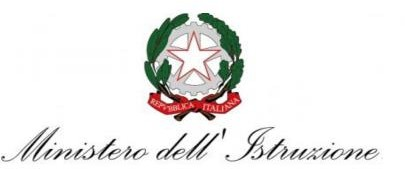 REPVBBLICA ITALIANA
Ministero dell' Istruzione